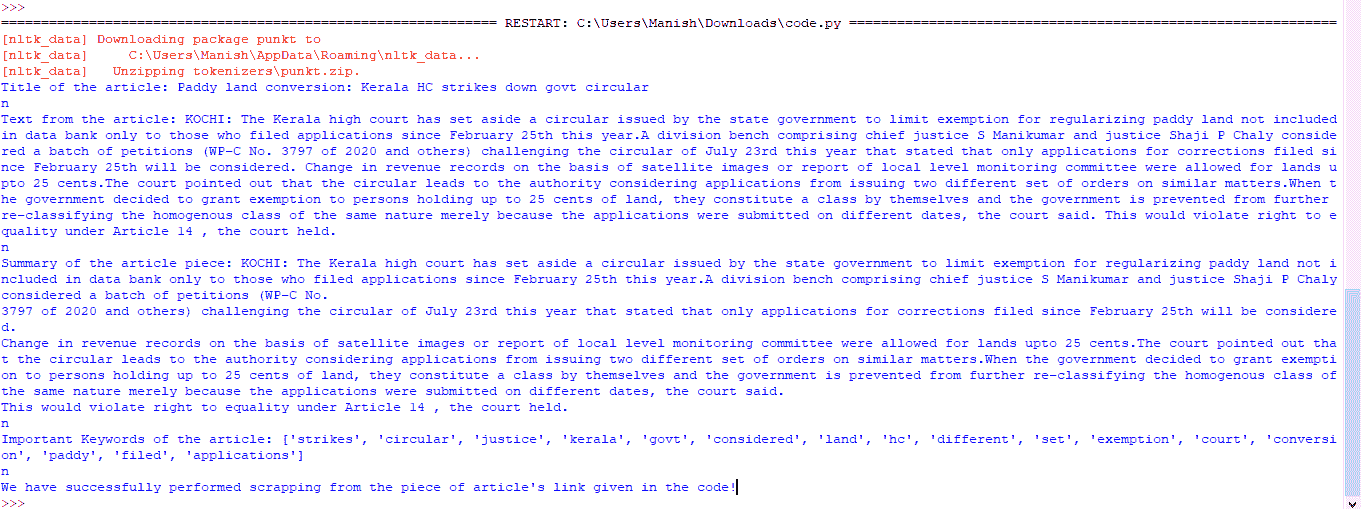 >>>
=============================================================== RESTART: C:\Users\Manish\Downloads\code.py ==============================================================
[nltk_data] Downloading package punkt to
[nltk_data]     C:\Users\Manish\AppData\Roaming\nltk_data...
[nltk_data]   Unzipping tokenizers\punkt.zip.
Title of the article: Paddy land conversion: Kerala HC strikes down govt circular
n
Text from the article: KOCHI: The Kerala high court has set aside a circular issued by the state government to limit exemption for regularizing paddy land not included
in data bank only to those who filed applications since February 25th this year.A division bench comprising chief justice S Manikumar and justice Shaji P Chaly conside
red a batch of petitions (WP-C No. 3797 of 2020 and others) challenging the circular of July 23rd this year that stated that only applications for corrections filed si
nce February 25th will be considered. Change in revenue records on the basis of satellite images or report of local level monitoring committee were allowed for lands u
pto 25 cents.The court pointed out that the circular leads to the authority considering applications from issuing two different set of orders on similar matters.When t
he government decided to grant exemption to persons holding up to 25 cents of land, they constitute a class by themselves and the government is prevented from further
re-classifying the homogenous class of the same nature merely because the applications were submitted on different dates, the court said. This would violate right to e
quality under Article 14 , the court held.
n
Summary of the article piece: KOCHI: The Kerala high court has set aside a circular issued by the state government to limit exemption for regularizing paddy land not i
ncluded in data bank only to those who filed applications since February 25th this year.A division bench comprising chief justice S Manikumar and justice Shaji P Chaly
considered a batch of petitions (WP-C No.
3797 of 2020 and others) challenging the circular of July 23rd this year that stated that only applications for corrections filed since February 25th will be considere
d.
Change in revenue records on the basis of satellite images or report of local level monitoring committee were allowed for lands upto 25 cents.The court pointed out tha
t the circular leads to the authority considering applications from issuing two different set of orders on similar matters.When the government decided to grant exempti
on to persons holding up to 25 cents of land, they constitute a class by themselves and the government is prevented from further re-classifying the homogenous class of
the same nature merely because the applications were submitted on different dates, the court said.
This would violate right to equality under Article 14 , the court held.
n
Important Keywords of the article: ['strikes', 'circular', 'justice', 'kerala', 'govt', 'considered', 'land', 'hc', 'different', 'set', 'exemption', 'court', 'conversi
on', 'paddy', 'filed', 'applications']
n
We have successfully performed scrapping from the piece of article's link given in the code!
>>>